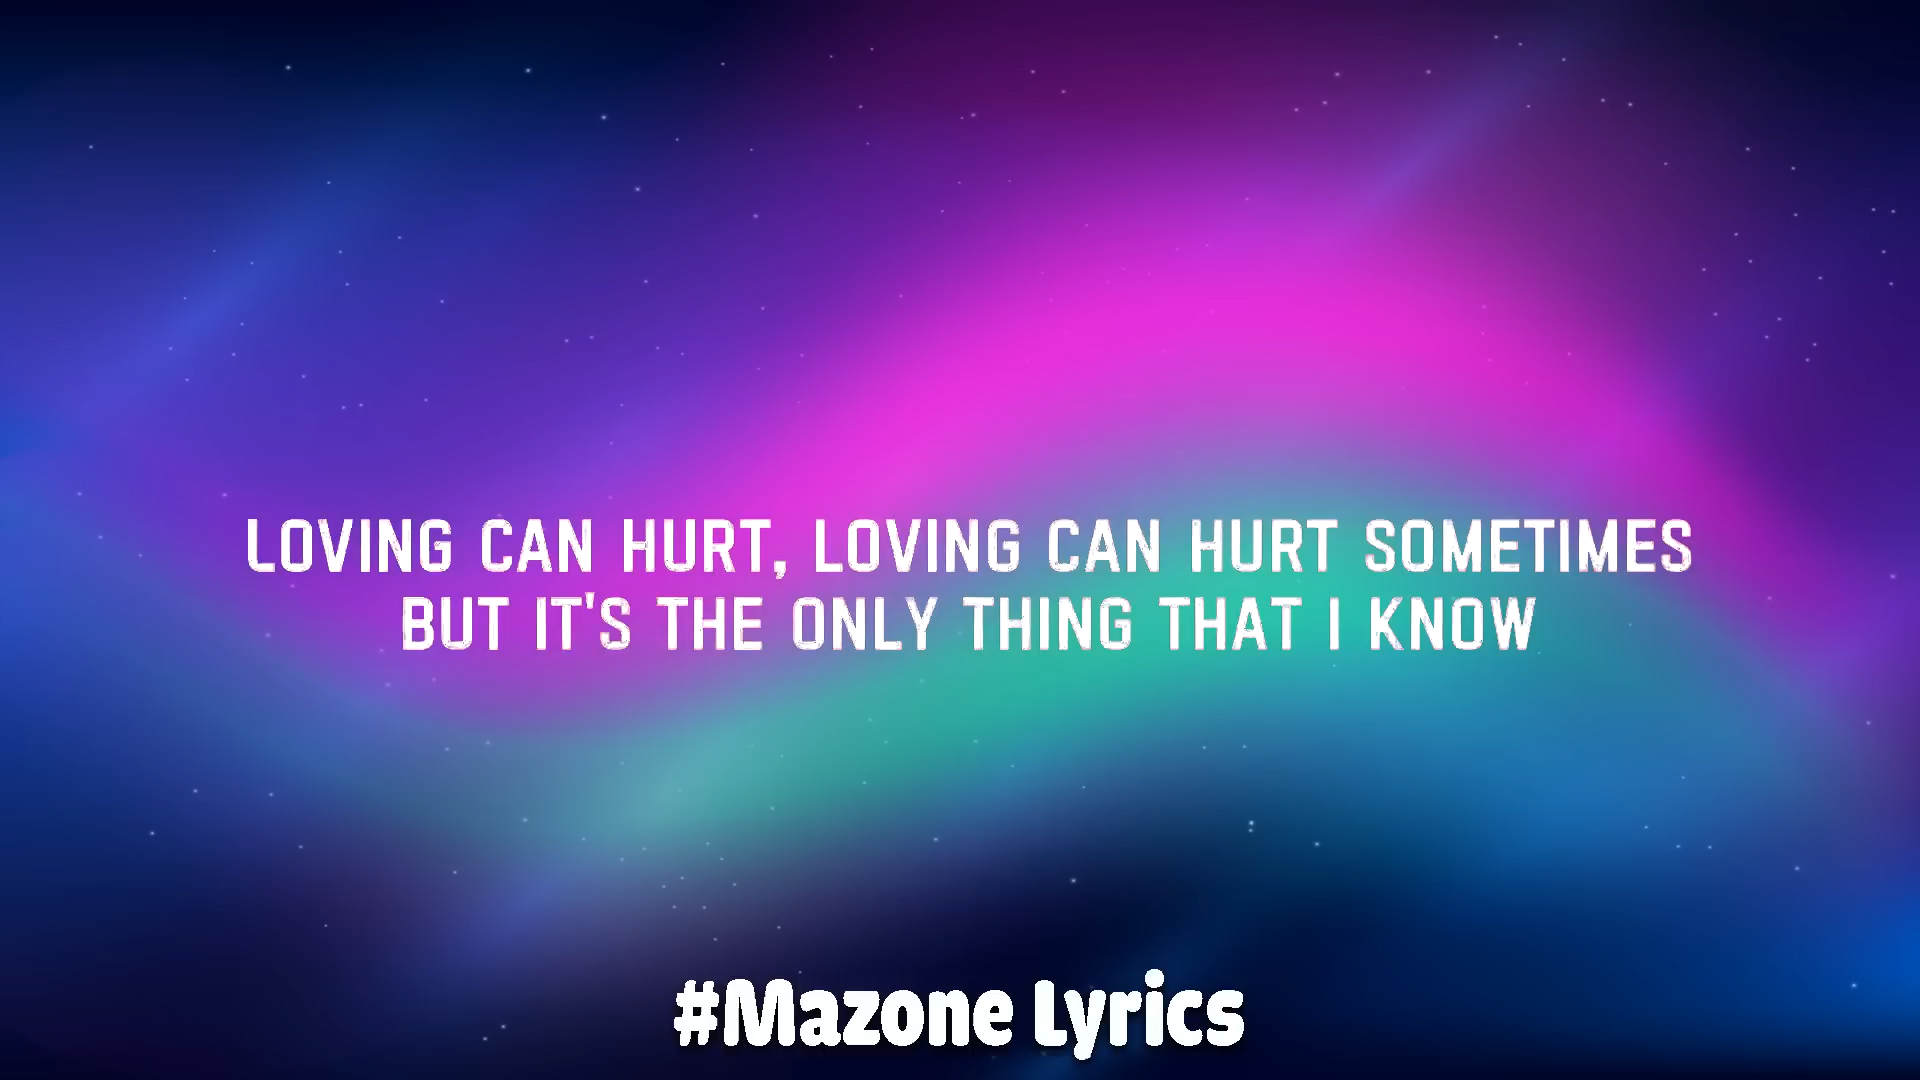 LOVING CAN HURT, LOVING CAN HURT SOMETIMES
BUT IT'S THE ONLY THING THAT I KNOW
#Mazone Lyrics